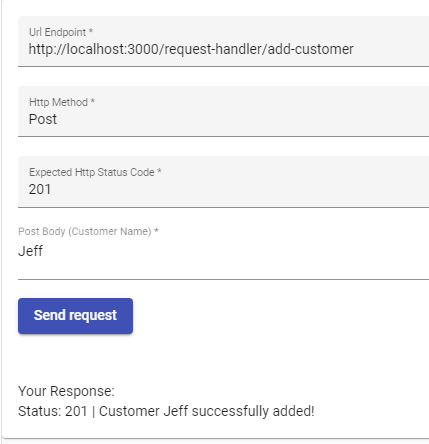 Url Endpoint *
http://localhost:3000/request-handler/add-customer
Http Method *
Post
Expected Http Status Code *
201
Post Body (Customer Name) *
Jeff
Send request
Your Response:
Status: 201 | Customer Jeff successfully added!